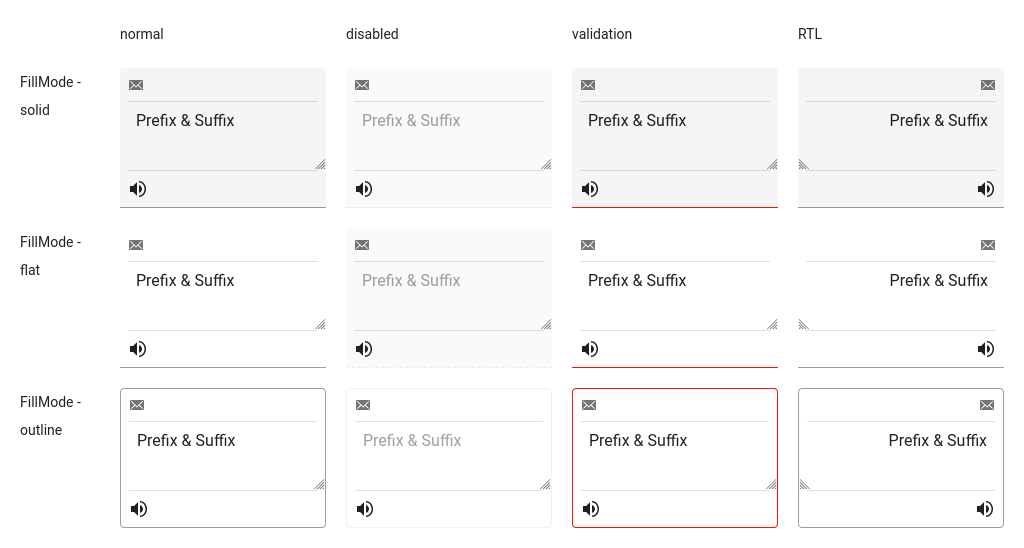 normal disabled validation RTL
FillMode -
solid
Prefix & Suffix Prefix & Suffix Prefix & Suffix Prefix & Suffix
FillMode -
flat
Prefix & Suffix Prefix & Suffix Prefix & Suffix Prefix & Suffix
FillMode -
outline
Prefix & Suffix Prefix & Suffix Prefix & Suffix Prefix & Suffix